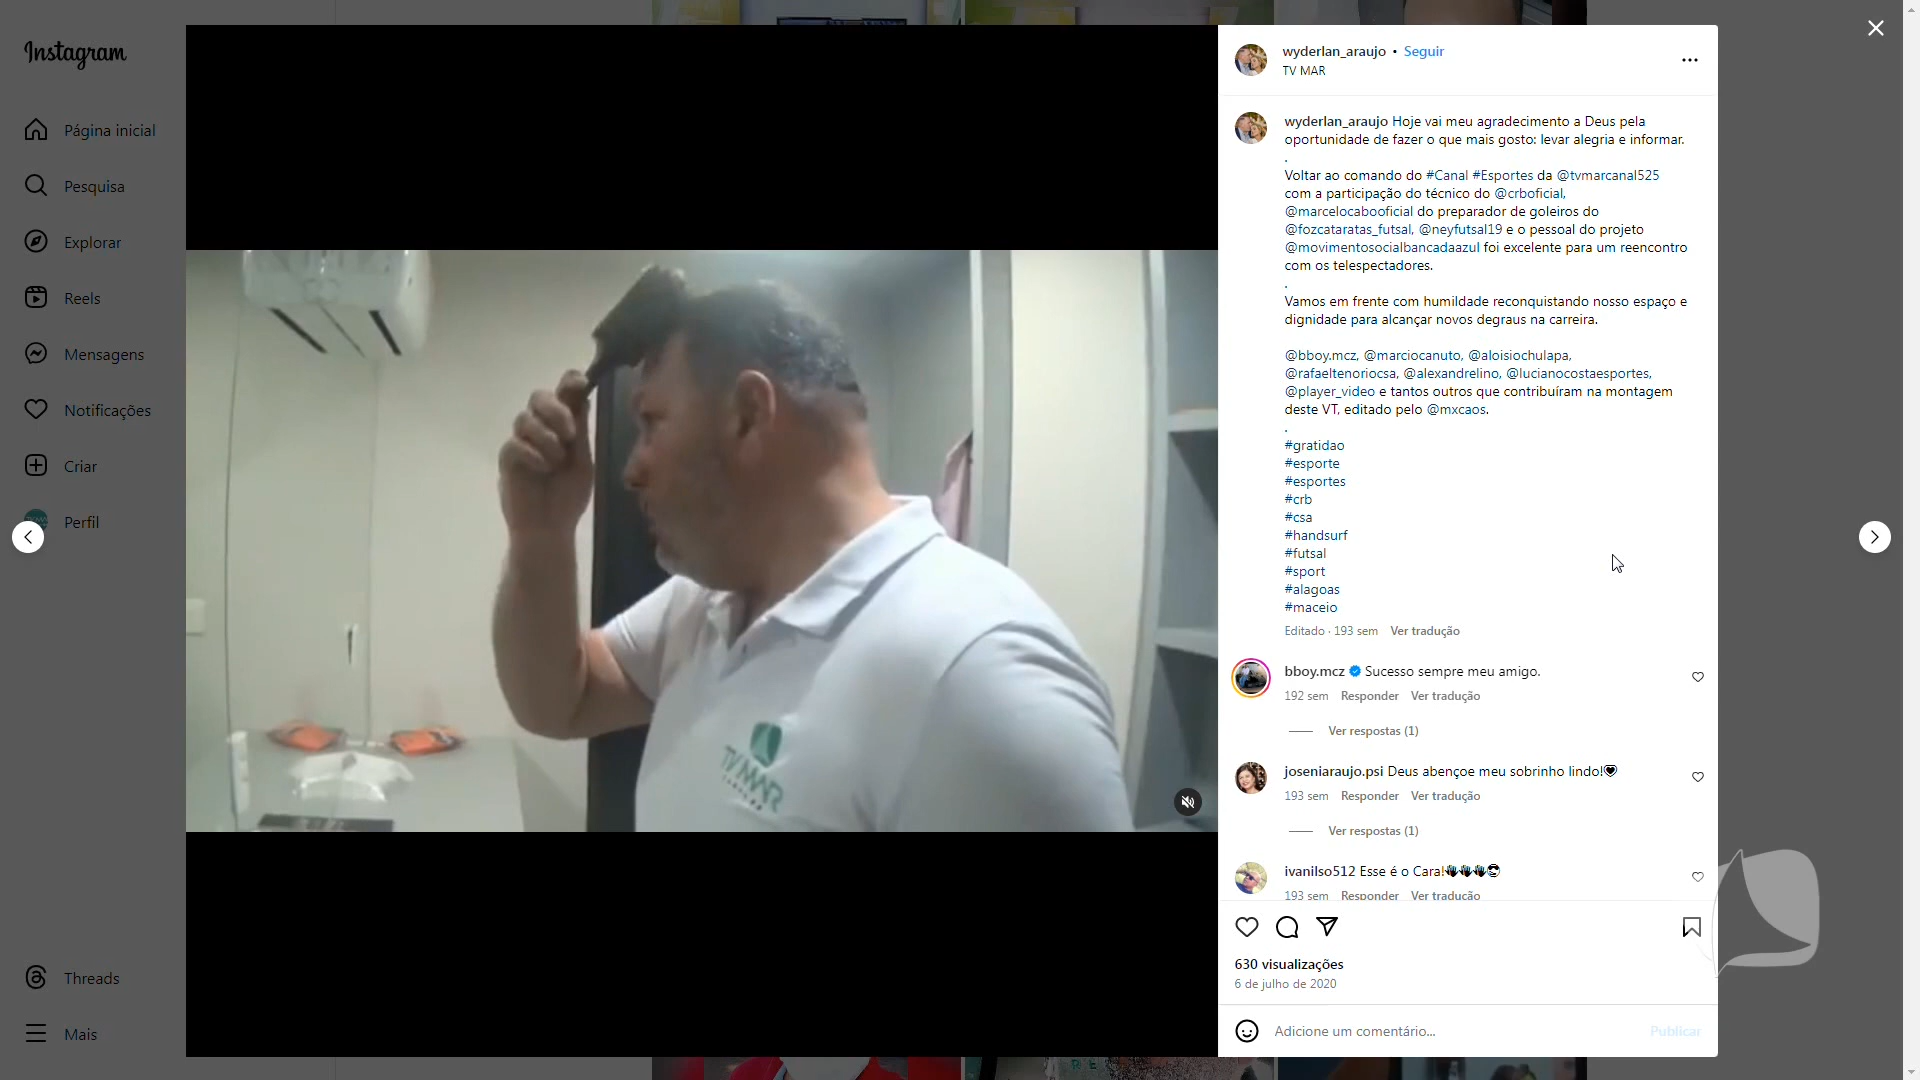 Instagram
Página inicial
Pesquisa
Explorar
Reels
Mensagens
Notificações
Criar
Perfil
Threads
Mais
TV MAR
wyderlan_araujo • Seguir
TV MAR
wyderlan_araujo Hoje vai meu agradecimento a Deus pela
oportunidade de fazer o que mais gosto: levar alegria e informar.
.
Voltar ao comando do #Canal #Esportes da @tvmarcanal525
com a participação do técnico do @crboficial,
@marcelocabooficial do preparador de goleiros do
@fozcataratas_futsal, @neyfutsal19 e o pessoal do projeto
@movimentosocialbancadaazul foi excelente para um reencontro
com os telespectadores.
.
Vamos em frente com humildade reconquistando nosso espaço e
dignidade para alcançar novos degraus na carreira.
@bboy.mcz, @marciocanuto, @aloisiochulapa,
@rafaeltenoriocsa, @alexandrelino, @lucianocostaesportes,
@player_video e tantos outros que contribuíram na montagem
deste VT, editado pelo @mxcaos.
.
#gratidao
#esporte
#esportes
#crb
#csa
#handsurf
#futsal
#sport
#alagoas
#maceio
Editado · 193 sem Ver tradução
bboy.mcz Sucesso sempre meu amigo.
192 sem Responder Ver tradução
Ver respostas (1)
joseniaraujo.psi Deus abençoe meu sobrinho lindo!🖤
193 sem Responder Ver tradução
Ver respostas (1)
ivanilso512 Esse é o Cara!👏👏👏😎
193 sem Responder Ver tradução
630 visualizações
6 de julho de 2020
Adicione um comentário...
Publicar